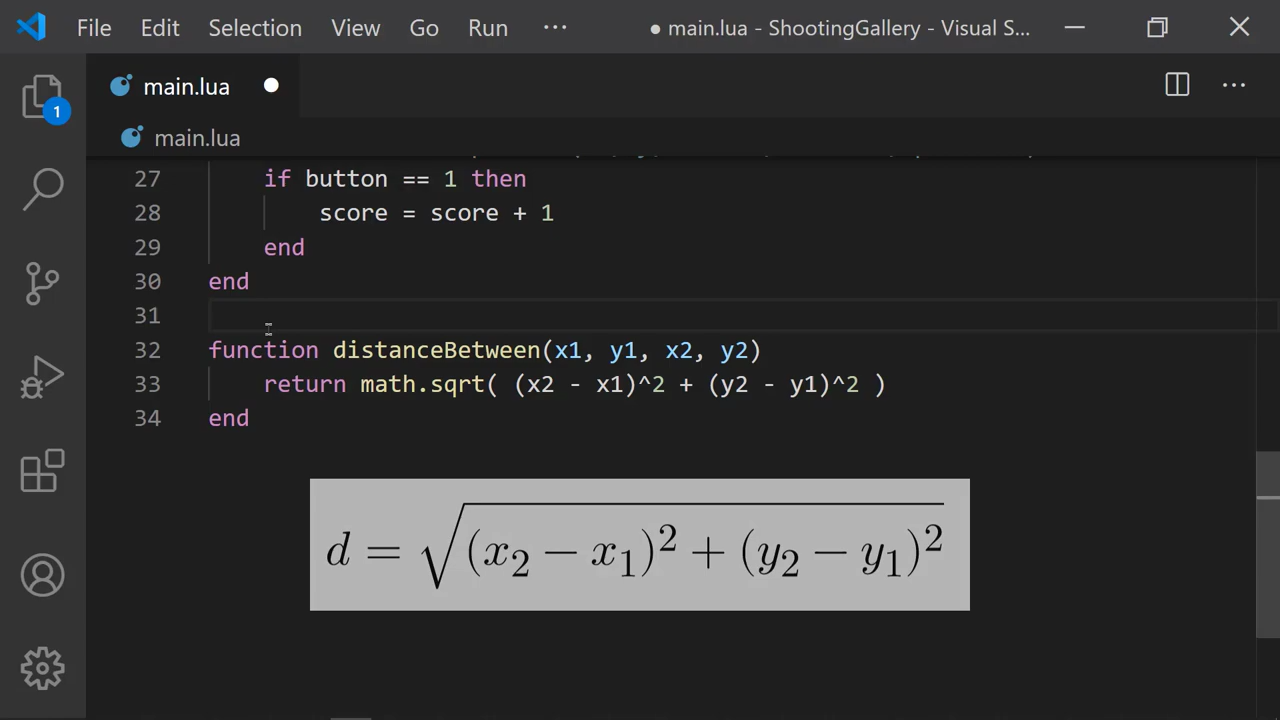 File Edit Selection View Go Run ··· ● main.lua - ShootingGallery - Visual S...
main.lua
1
main.lua
27 if button == 1 then
28 score = score + 1
29 end
30 end
31
32 function distanceBetween(x1, y1, x2, y2)
33 return math.sqrt( (x2 - x1)^2 + (y2 - y1)^2 )
34 end
d = √(x₂ − x₁)² + (y₂ − y₁)²